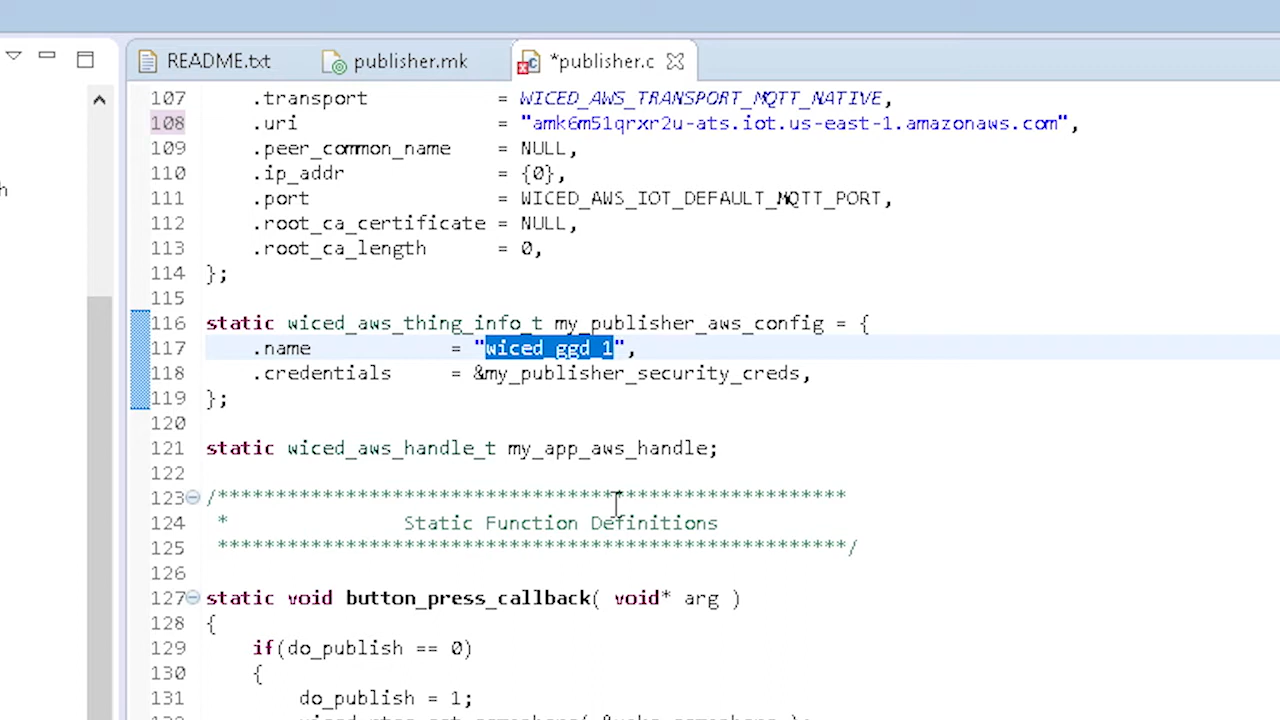 README.txt publisher.mk *publisher.c
107 .transport = WICED_AWS_TRANSPORT_MQTT_NATIVE,
108 .uri = "amk6m51qrxr2u-ats.iot.us-east-1.amazonaws.com",
109 .peer_common_name = NULL,
110 .ip_addr = {0},
h
111 .port = WICED_AWS_IOT_DEFAULT_MQTT_PORT,
112 .root_ca_certificate = NULL,
113 .root_ca_length = 0,
114 };
115
116 static wiced_aws_thing_info_t my_publisher_aws_config = {
117 .name = "wiced_ggd_1",
118 .credentials = &my_publisher_security_creds,
119 };
120
121 static wiced_aws_handle_t my_app_aws_handle;
122
123 /******************************************************
124 * Static Function Definitions
125 ******************************************************/
126
127 static void button_press_callback( void* arg )
128 {
129 if(do_publish == 0)
130 {
131 do_publish = 1;